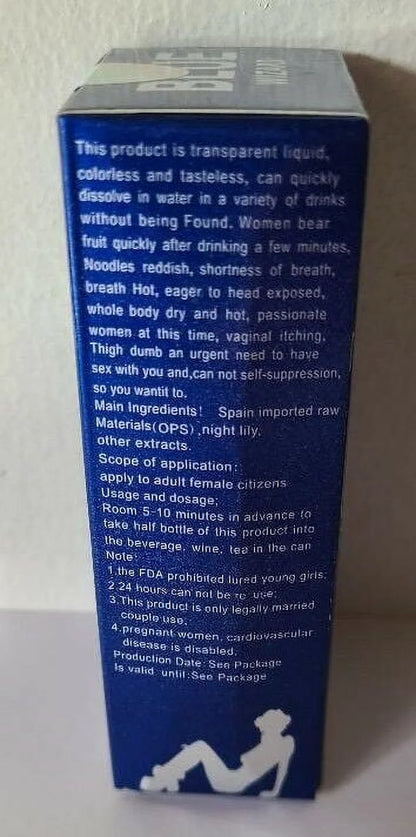 BLUE
WIZARD
This product is transparent liquid,
colorless and tasteless, can quickly
dissolve in water in a variety of drinks
without being Found. Women bear
fruit quickly after drinking a few minutes,
Noodles reddish, shortness of breath,
breath Hot, eager to head exposed,
whole body dry and hot, passionate
women at this time, vaginal itching,
Thigh dumb an urgent need to have
sex with you and,can not self-suppression,
so you wantit to.
Main Ingredients! Spain imported raw
Materials(OPS) ,night lily,
other extracts.
Scope of application:
apply to adult female citizens
Usage and dosage;
Room 5-10 minutes in advance to
take half bottle of this product into
the beverage, wine, tea in the can
Note:
1.the FDA prohibited lured young girls;
2.24 hours can not be re use;
3.This product is only legally married
couple use,
4.pregnant women, cardiovascular
disease is disabled,
Production Date:See Package
Is valid until:See Package